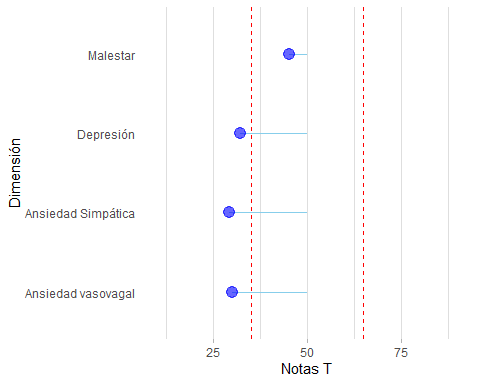 Malestar
Depresión
Ansiedad Simpática
Ansiedad vasovagal
Dimensión
25 50 75
Notas T